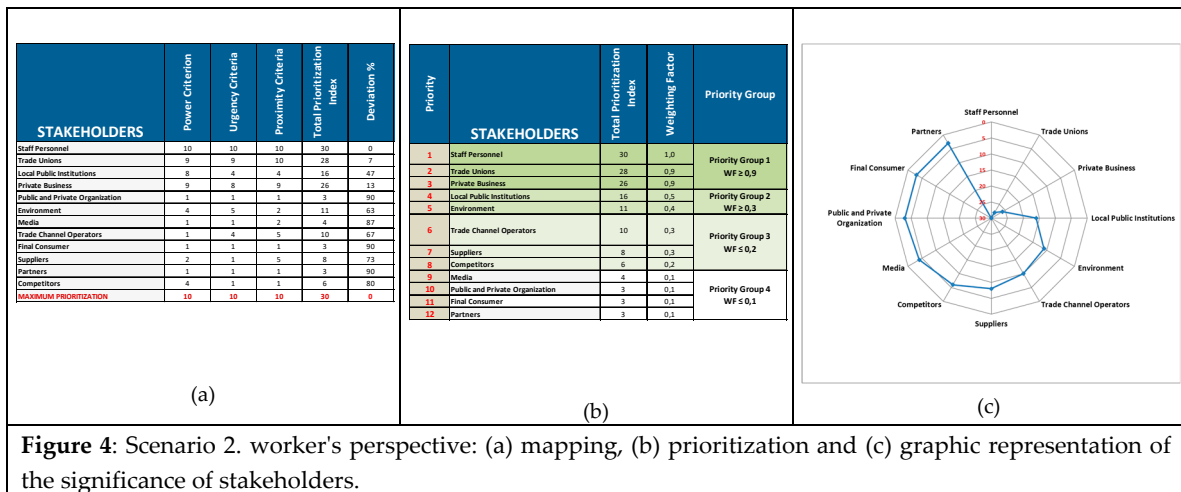 STAKEHOLDERS Power Criterion Urgency Criteria Proximity Criteria Total Prioritization Index Deviation %
Staff Personnel 10 10 10 30 0
Trade Unions 9 9 10 28 7
Local Public Institutions 8 4 4 16 47
Private Business 9 8 9 26 13
Public and Private Organization 1 1 1 3 90
Environment 4 5 2 11 63
Media 1 1 2 4 87
Trade Channel Operators 1 4 5 10 67
Final Consumer 1 1 1 3 90
Suppliers 2 1 5 8 73
Partners 1 1 1 3 90
Competitors 4 1 1 6 80
MAXIMUM PRIORITIZATION 10 10 10 30 0
(a)
Priority STAKEHOLDERS Total Prioritization Index Weighting Factor Priority Group
1 Staff Personnel 30 1,0
2 Trade Unions 28 0,9
3 Private Business 26 0,9
Priority Group 1
WF ≥ 0,9
4 Local Public Institutions 16 0,5
5 Environment 11 0,4
Priority Group 2
WF ≥ 0,3
6 Trade Channel Operators 10 0,3
7 Suppliers 8 0,3
8 Competitors 6 0,2
Priority Group 3
WF ≤ 0,2
9 Media 4 0,1
10 Public and Private Organization 3 0,1
11 Final Consumer 3 0,1
12 Partners 3 0,1
Priority Group 4
WF ≤ 0,1
(b)
Staff Personnel
Trade Unions
Private Business
Local Public Institutions
Environment
Trade Channel Operators
Suppliers
Competitors
Media
Public and Private
Organization
Final Consumer
Partners
0
5
10
15
20
25
30
(c)
Figure 4: Scenario 2. worker's perspective: (a) mapping, (b) prioritization and (c) graphic representation of
the significance of stakeholders.